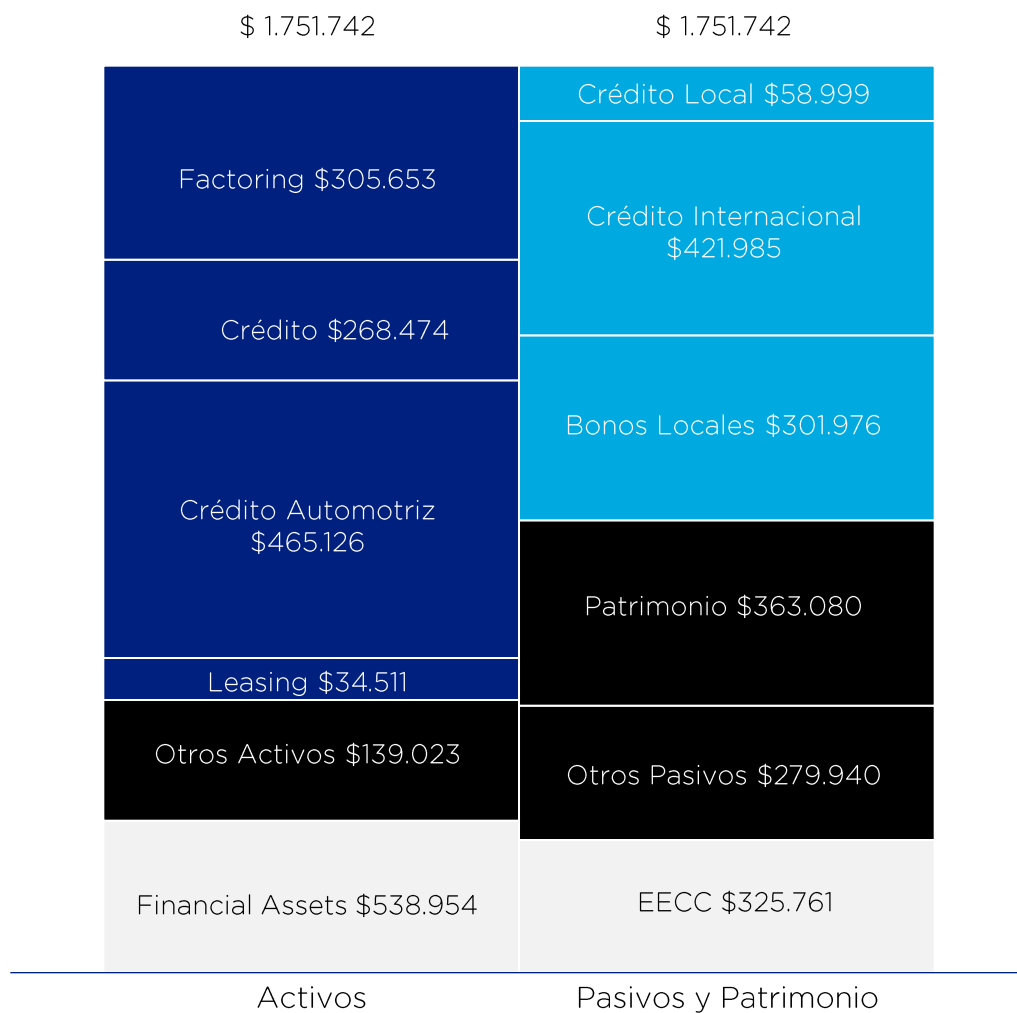 $ 1.751.742
$ 1.751.742
Factoring $305.653
Crédito $268.474
Crédito Automotriz
$465.126
Leasing $34.511
Otros Activos $139.023
Financial Assets $538.954
Crédito Local $58.999
Crédito Internacional
$421.985
Bonos Locales $301.976
Patrimonio $363.080
Otros Pasivos $279.940
EECC $325.761
Activos
Pasivos y Patrimonio